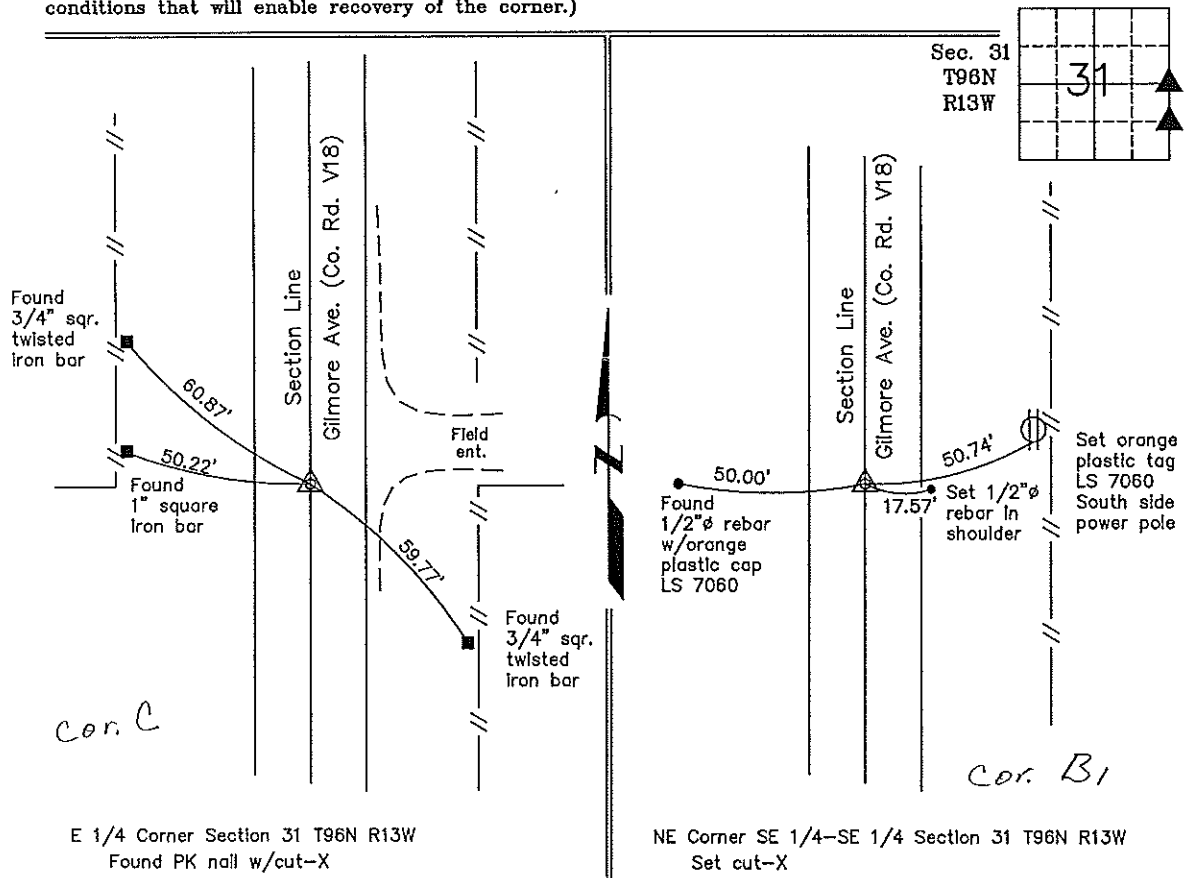 conditions that will enable recovery of the corner.)
Sec. 31
T96N
R13W
31
Section Line
Gilmore Ave. (Co. Rd. V18)
Found
3/4" sqr.
twisted
iron bar
60.87'
50.22'
Found
1" square
iron bar
Field
ent.
59.77'
Found
3/4" sqr.
twisted
iron bar
Cor. C
E 1/4 Corner Section 31 T96N R13W
Found PK nail w/cut-X
N
Section Line
Gilmore Ave. (Co. Rd. V18)
50.00'
Found
1/2"ø rebar
w/orange
plastic cap
LS 7060
50.74'
17.57'
Set 1/2"ø
rebar in
shoulder
Set orange
plastic tag
LS 7060
South side
power pole
Cor. B1
NE Corner SE 1/4-SE 1/4 Section 31 T96N R13W
Set cut-X